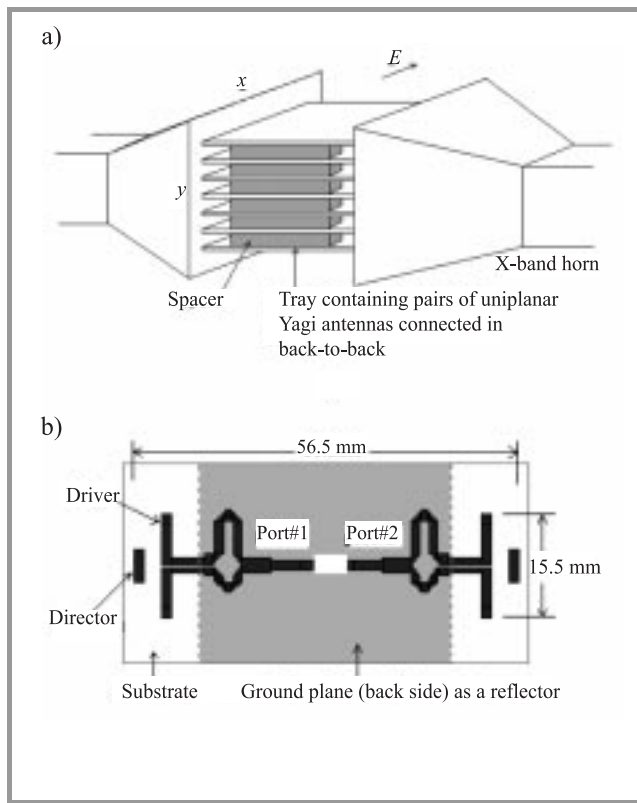 a)
x
E
y
X-band horn
Spacer
Tray containing pairs of uniplanar
Yagi antennas connected in
back-to-back
b)
56.5 mm
Driver
Port#1
Port#2
15.5 mm
Director
Substrate
Ground plane (back side) as a reflector